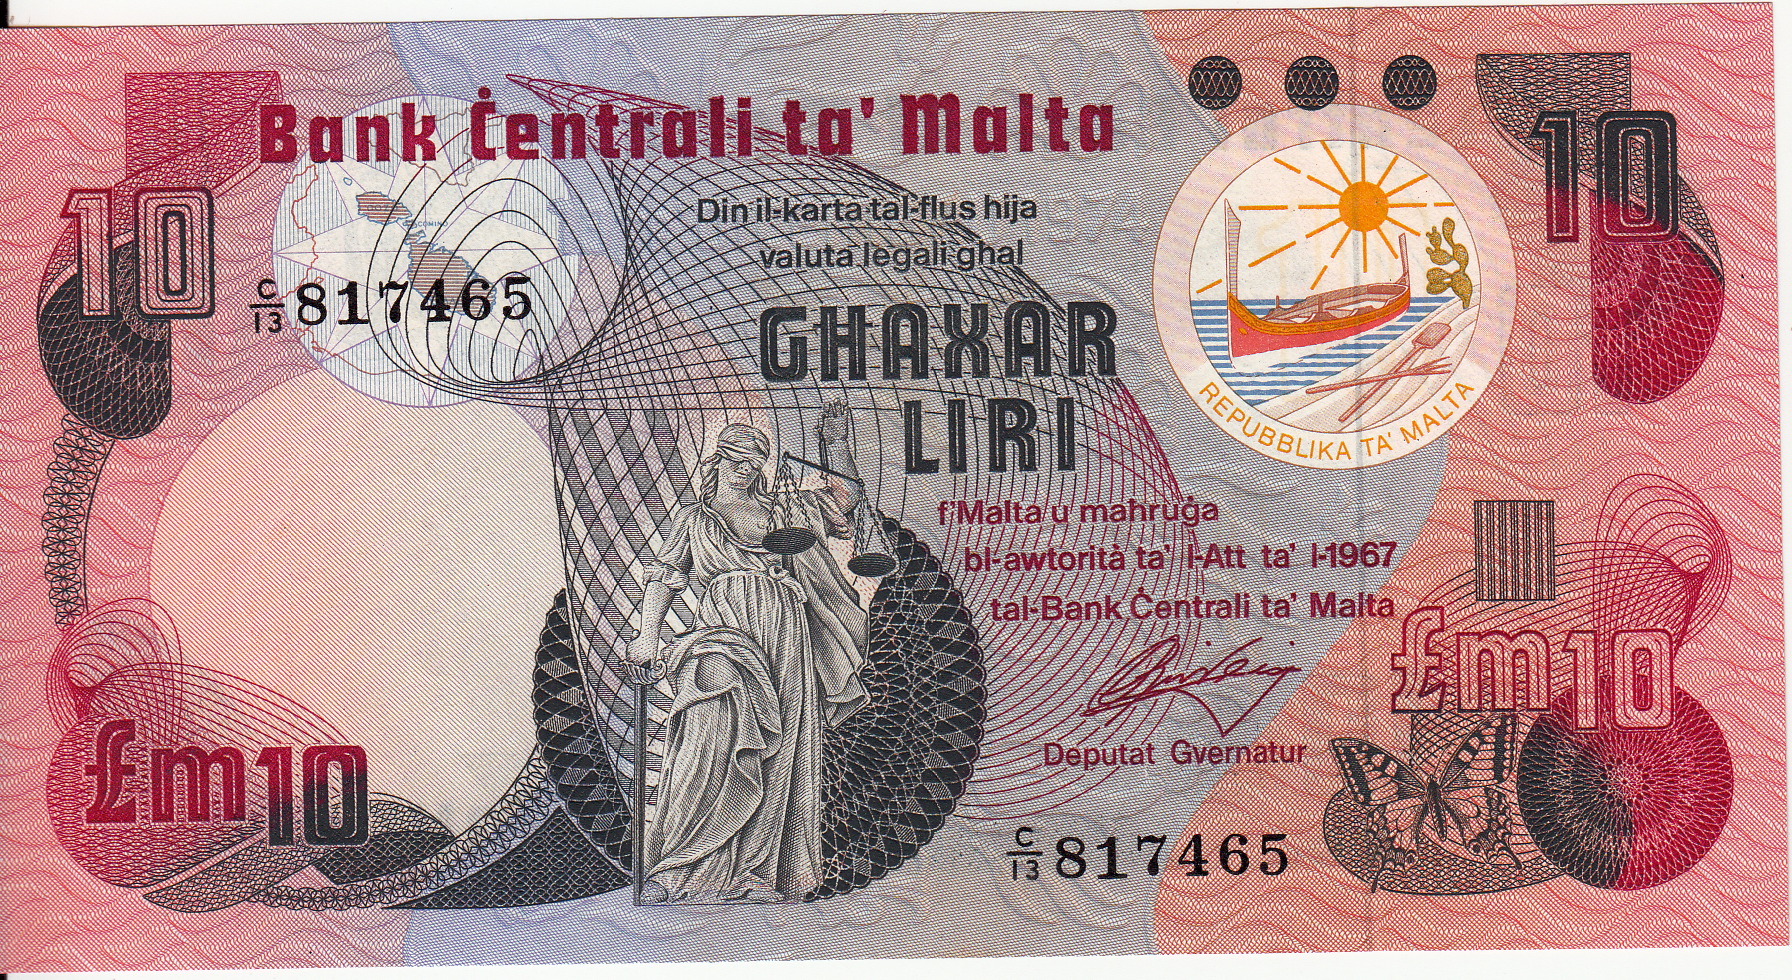 Bank Ċentrali ta' Malta
10
10
COMINO
Din il-karta tal-flus hija
valuta legali għal
C/13 817465
GĦAXAR
LIRI
REPUBBLIKA TA' MALTA
f'Malta u maħruġa
bl-awtorità ta' l-Att ta' l-1967
tal-Bank Ċentrali ta' Malta
£m10
Deputat Gvernatur
£m10
C/13 817465